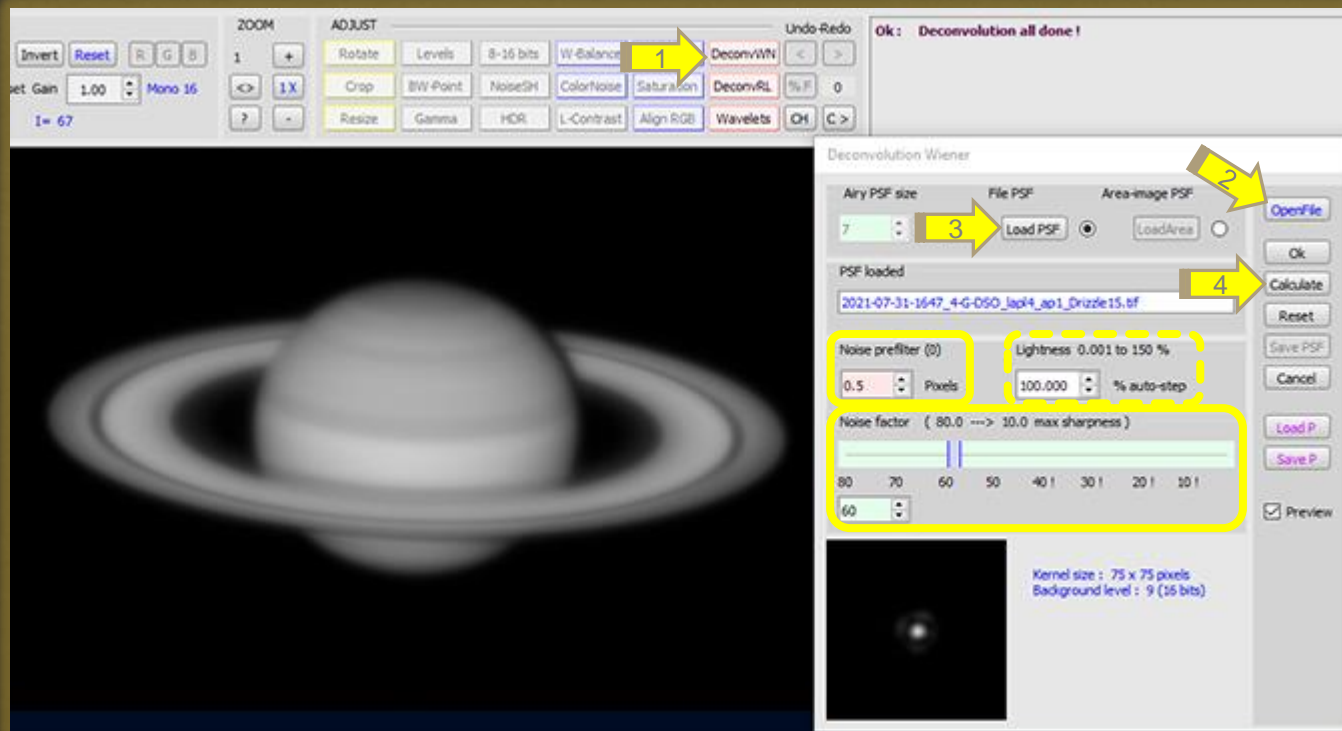 ZOOM
ADJUST
Undo-Redo
Ok: Deconvolution all done !
Invert Reset R G B
1 +
Rotate Levels 8-16 bits W-Balance 1 DeconvWN < >
et Gain 1.00 Mono 16
<> 1X
Crop BW-Point NoiseSH ColorNoise Saturation DeconvRL % F 0
I= 67
? -
Resize Gamma HDR L-Contrast Align RGB Wavelets CH C >
Deconvolution Wiener
2
Airy PSF size File PSF Area-image PSF
OpenFile
7 3 Load PSF LoadArea
Ok
PSF loaded
4 Calculate
2021-07-31-1647_4-G-DSO_lapl4_ap1_Drizzle15.tif
Reset
Noise prefilter (0) Lightness 0.001 to 150 %
Save PSF
0.5 Pixels 100.000 % auto-step
Cancel
Noise factor ( 80.0 ---> 10.0 max sharpness )
Load P
Save P
80 70 60 50 40 ! 30 ! 20 ! 10 !
60
Preview
Kernel size : 75 x 75 pixels
Background level : 9 (16 bits)